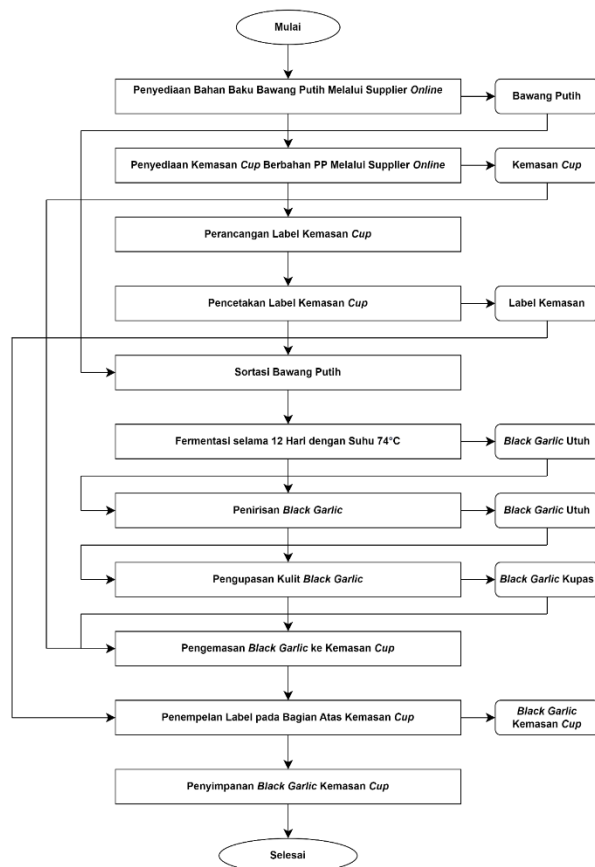 Mulai
Penyediaan Bahan Baku Bawang Putih Melalui Supplier Online
Bawang Putih
Penyediaan Kemasan Cup Berbahan PP Melalui Supplier Online
Kemasan Cup
Perancangan Label Kemasan Cup
Pencetakan Label Kemasan Cup
Label Kemasan
Sortasi Bawang Putih
Fermentasi selama 12 Hari dengan Suhu 74°C
Black Garlic Utuh
Penirisan Black Garlic
Black Garlic Utuh
Pengupasan Kulit Black Garlic
Black Garlic Kupas
Pengemasan Black Garlic ke Kemasan Cup
Penempelan Label pada Bagian Atas Kemasan Cup
Black Garlic
Kemasan Cup
Penyimpanan Black Garlic Kemasan Cup
Selesai